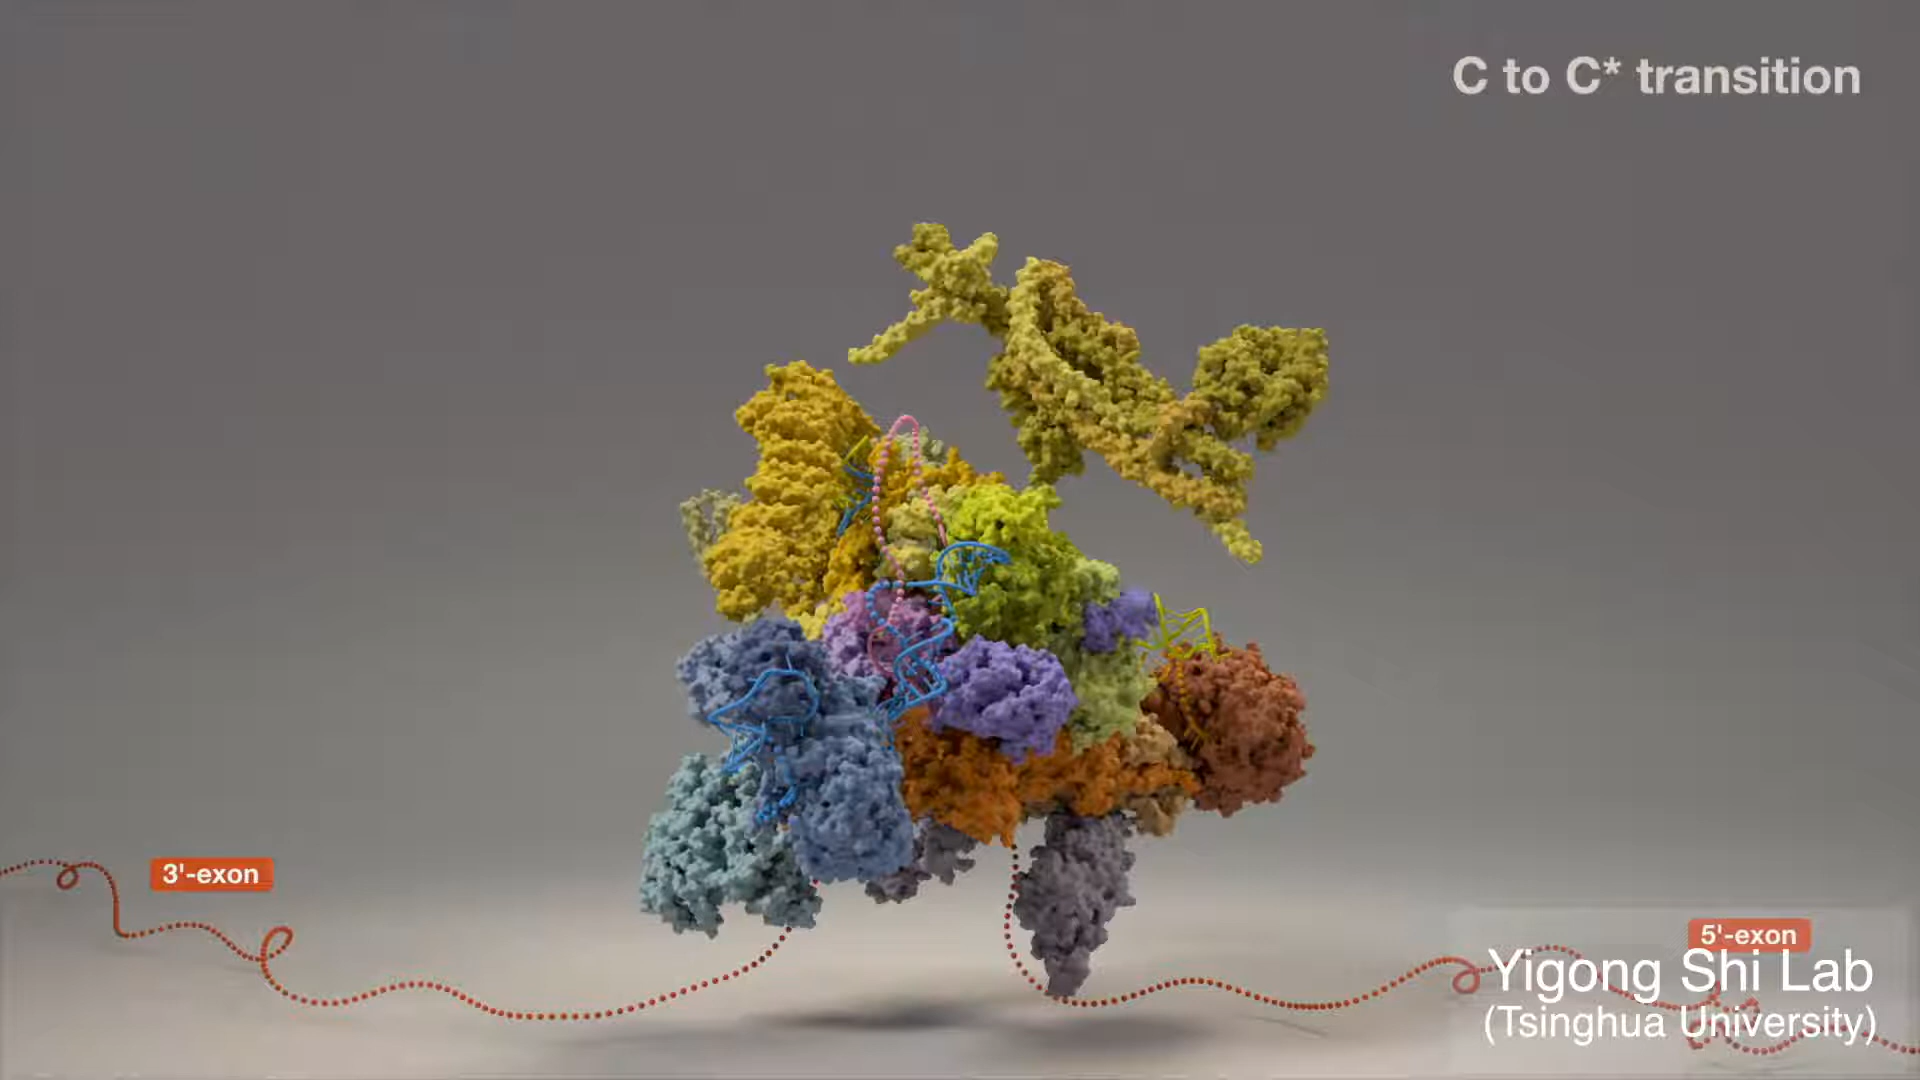 C to C* transition
3'-exon
5'-exon
Yigong Shi Lab
(Tsinghua University)